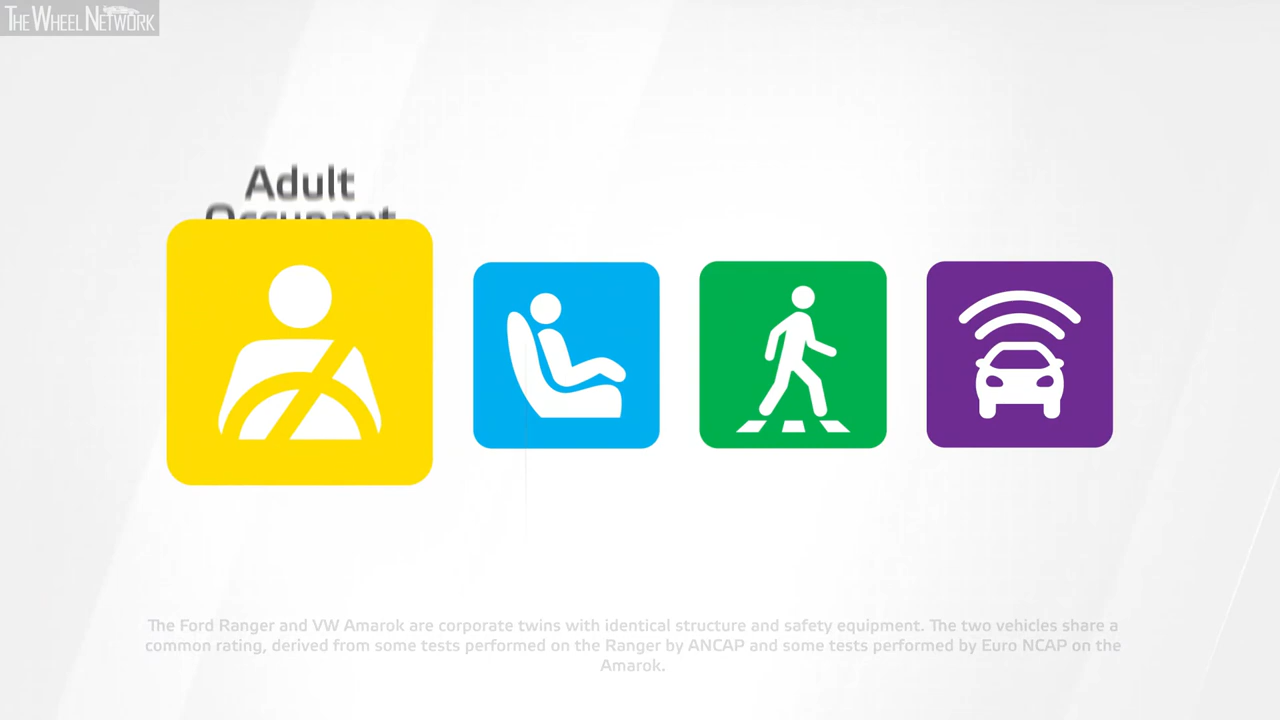 THE WHEEL NETWORK
Adult
Occupant
The Ford Ranger and VW Amarok are corporate twins with identical structure and safety equipment. The two vehicles share a
common rating, derived from some tests performed on the Ranger by ANCAP and some tests performed by Euro NCAP on the
Amarok.